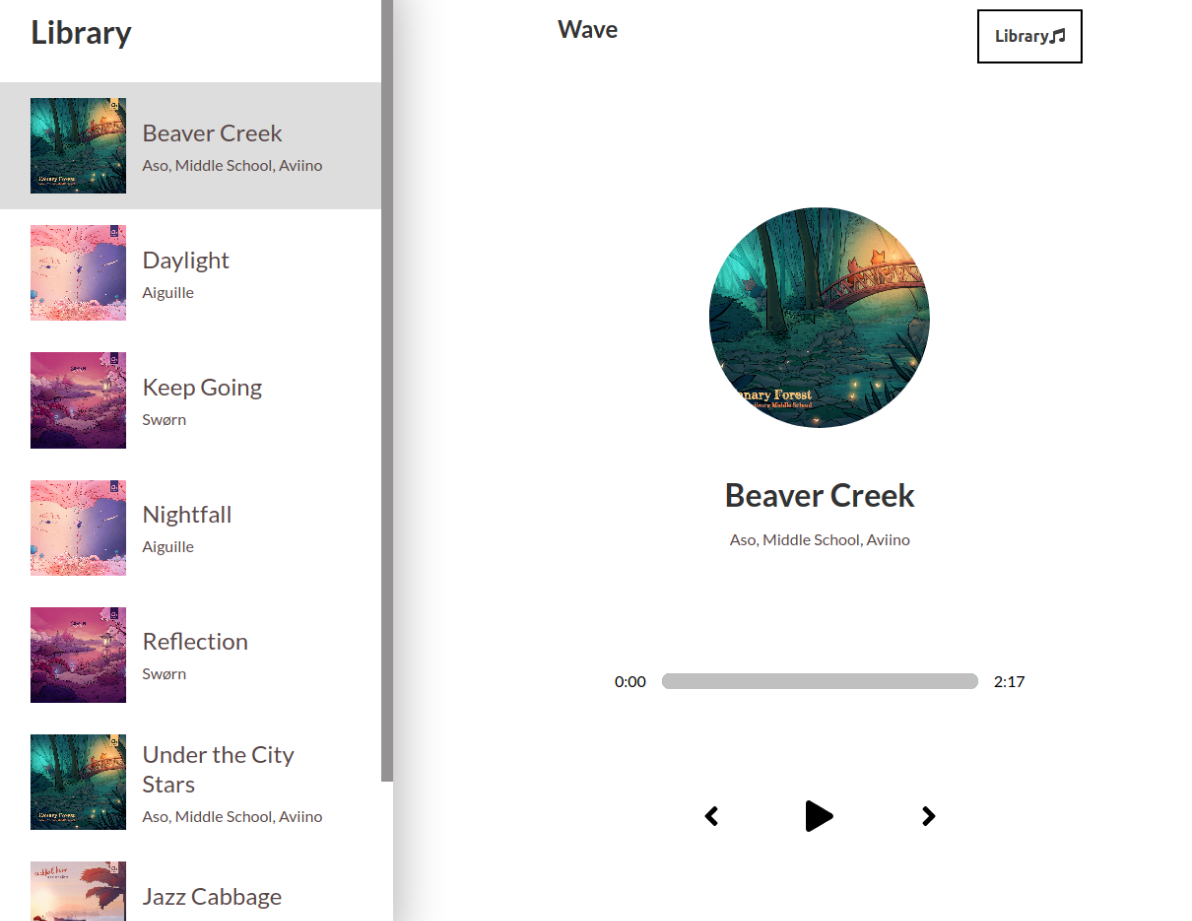 Library
Beaver Creek
Aso, Middle School, Aviino
Daylight
Aiguille
Keep Going
Swørn
Nightfall
Aiguille
Reflection
Swørn
Under the City
Stars
Aso, Middle School, Aviino
Jazz Cabbage
Wave
Library
nary Forest
Middle School
Beaver Creek
Aso, Middle School, Aviino
0:00
2:17